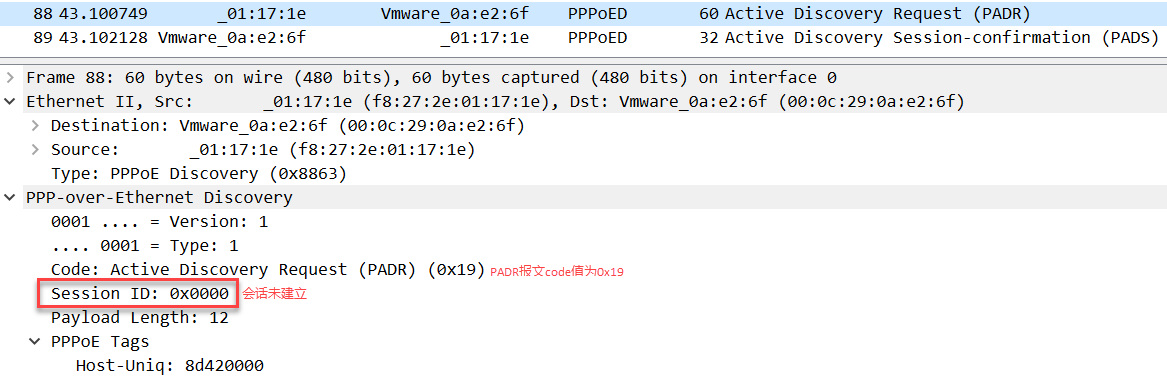 88 43.100749 _01:17:1e Vmware_0a:e2:6f PPPoED 60 Active Discovery Request (PADR)
89 43.102128 Vmware_0a:e2:6f _01:17:1e PPPoED 32 Active Discovery Session-confirmation (PADS)
Frame 88: 60 bytes on wire (480 bits), 60 bytes captured (480 bits) on interface 0
Ethernet II, Src: _01:17:1e (f8:27:2e:01:17:1e), Dst: Vmware_0a:e2:6f (00:0c:29:0a:e2:6f)
Destination: Vmware_0a:e2:6f (00:0c:29:0a:e2:6f)
Source: _01:17:1e (f8:27:2e:01:17:1e)
Type: PPPoE Discovery (0x8863)
PPP-over-Ethernet Discovery
0001 .... = Version: 1
.... 0001 = Type: 1
Code: Active Discovery Request (PADR) (0x19) PADR报文code值为0x19
Session ID: 0x0000 会话未建立
Payload Length: 12
PPPoE Tags
Host-Uniq: 8d420000